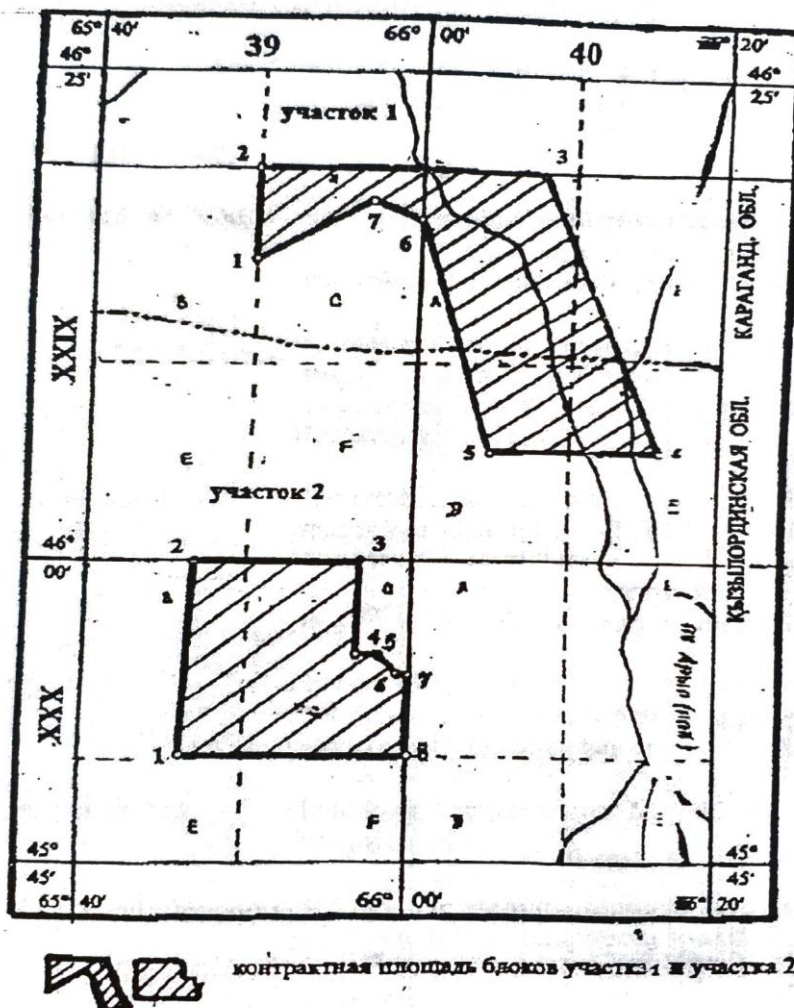 65° 40' 39 66° 00' 40 20'
46° 25' 46° 25'
участок 1
2 3
7
6
1
В С А
XXIX
КАРАГАНД. ОБЛ.
КЫЗЫЛОРДИНСКАЯ ОБЛ.
5 4
E F
участок 2
D
46° 00'
2 3
C A
4 5
6 7
XXX
1 8
E F D
45° 45' 45° 45'
65° 40' 66° 00' 66° 20'
контрактная площадь блоков участка 1 и участка 2